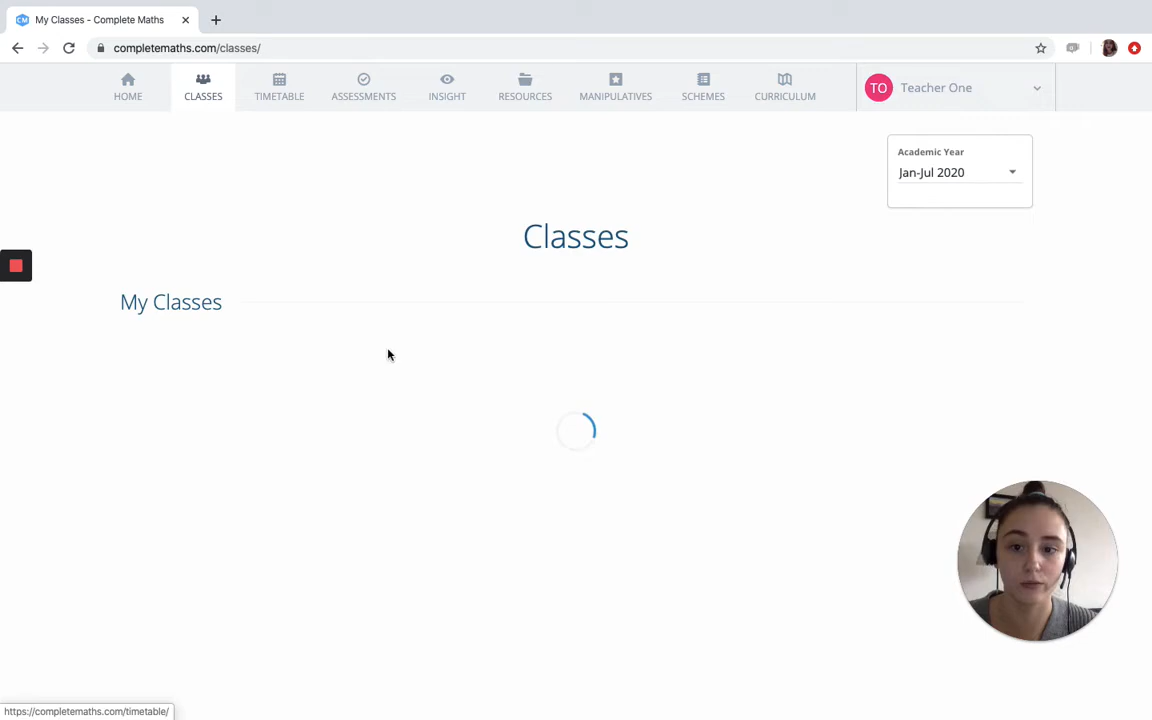 CM My Classes - Complete Maths
completemaths.com/classes/
HOME CLASSES TIMETABLE ASSESSMENTS INSIGHT RESOURCES MANIPULATIVES SCHEMES CURRICULUM TO Teacher One
Academic Year
Jan-Jul 2020
Classes
My Classes
https://completemaths.com/timetable/